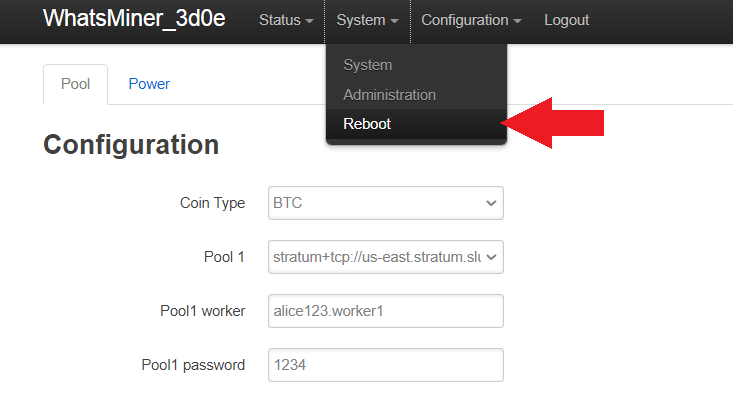 WhatsMiner_3d0e Status System Configuration Logout
System
Administration
Reboot
Pool Power
Configuration
Coin Type BTC
Pool 1 stratum+tcp://us-east.stratum.slu
Pool1 worker alice123.worker1
Pool1 password 1234